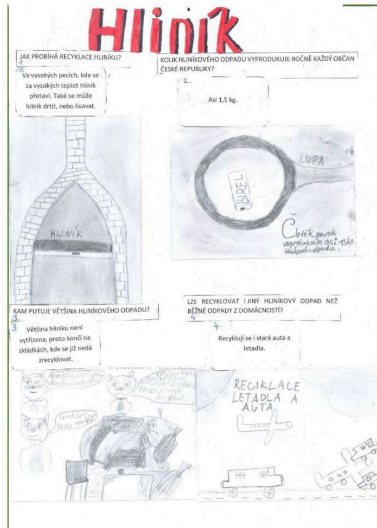 Hliník
JAK PROBÍHÁ RECYKLACE HLINÍKU?
1.
Ve vysokých pecích, kde se
za vysokých teplot hliník
přetaví. Také se může
hliník drtit, nebo lisovat.
HLINÍK
KOLIK HLINÍKOVÉHO ODPADU VYPRODUKUJE ROČNĚ KAŽDÝ OBČAN
ČESKÉ REPUBLIKY?
2.
Asi 1,5 kg.
LUPA
Člověk
KAM PUTUJE VĚTŠINA HLINÍKOVÉHO ODPADU?
3.
Většina hliníku není
vytřízena, proto končí na
skládkách, kde se již nedá
zrecyklovat.
LZE RECYKLOVAT I JINÝ HLINÍKOVÝ ODPAD NEŽ
BĚŽNÉ ODPADY Z DOMÁCNOSTÍ?
4.
Recyklují se i stará auta a
letadla.
RECIKLACE
LETADLA A
AUTA